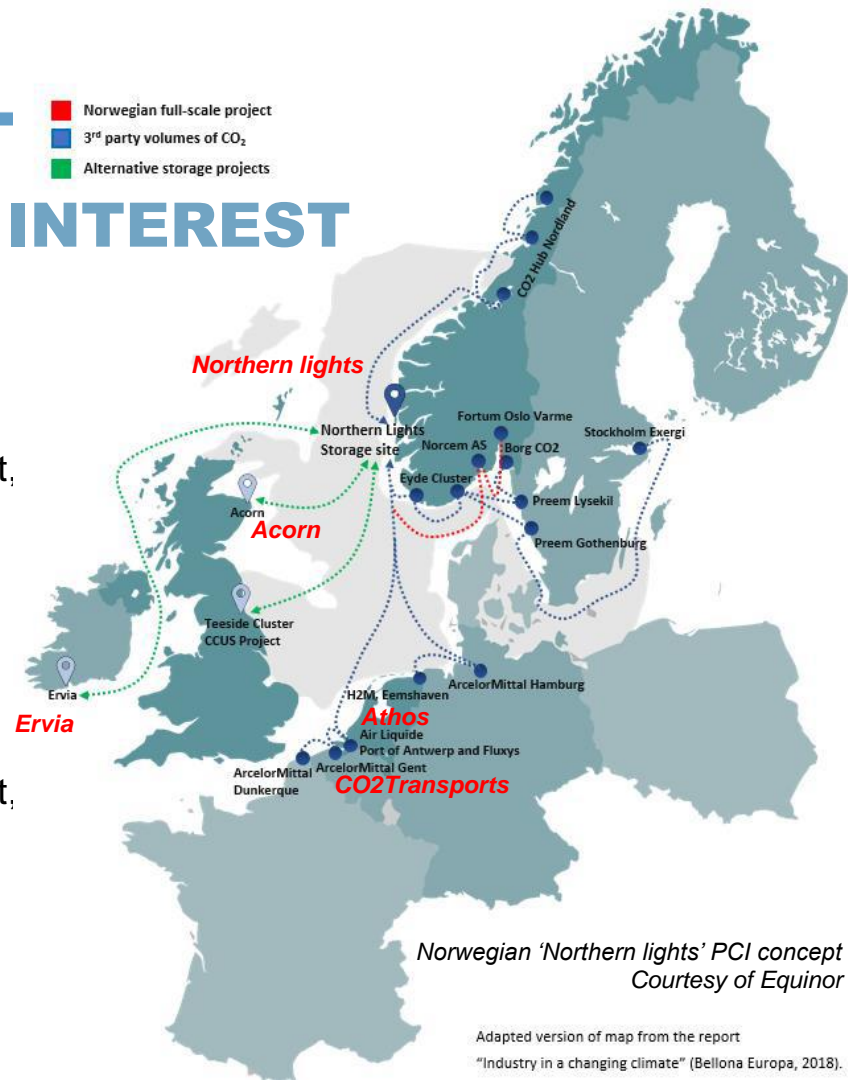 Norwegian full-scale project
3rd party volumes of CO₂
Alternative storage projects
INTEREST
CO2 Hub Nordland
Northern lights
Northern Lights
Storage site
Fortum Oslo Varme
Norcem AS
Borg CO2
Stockholm Exergi
Eyde Cluster
Preem Lysekil
Preem Gothenburg
t,
Acorn
Acorn
Teeside Cluster
CCUS Project
Ervia
Ervia
H2M, Eemshaven
ArcelorMittal Hamburg
Athos
Air Liquide
Port of Antwerp and Fluxys
ArcelorMittal Gent
ArcelorMittal
Dunkerque
CO2Transports
t,
Norwegian ‘Northern lights’ PCI concept
Courtesy of Equinor
Adapted version of map from the report
“Industry in a changing climate” (Bellona Europa, 2018).